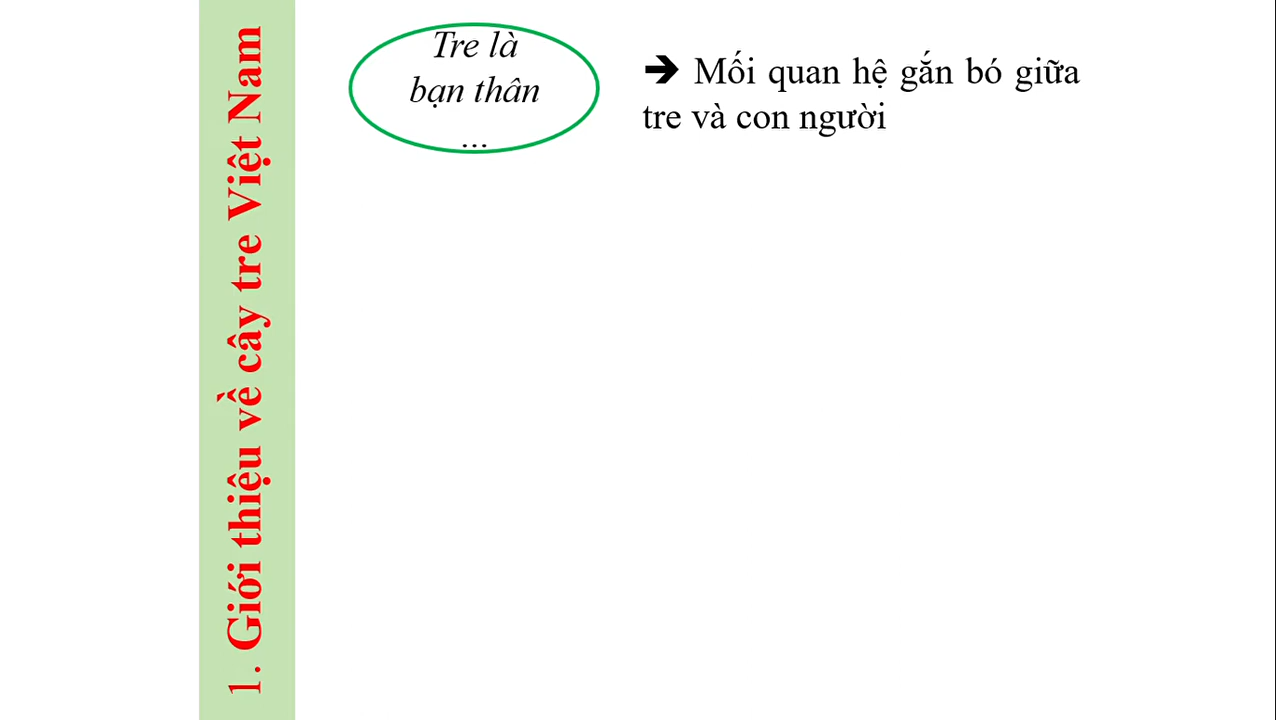 1. Giới thiệu về cây tre Việt Nam
Tre là
bạn thân
...
➔ Mối quan hệ gắn bó giữa
tre và con người